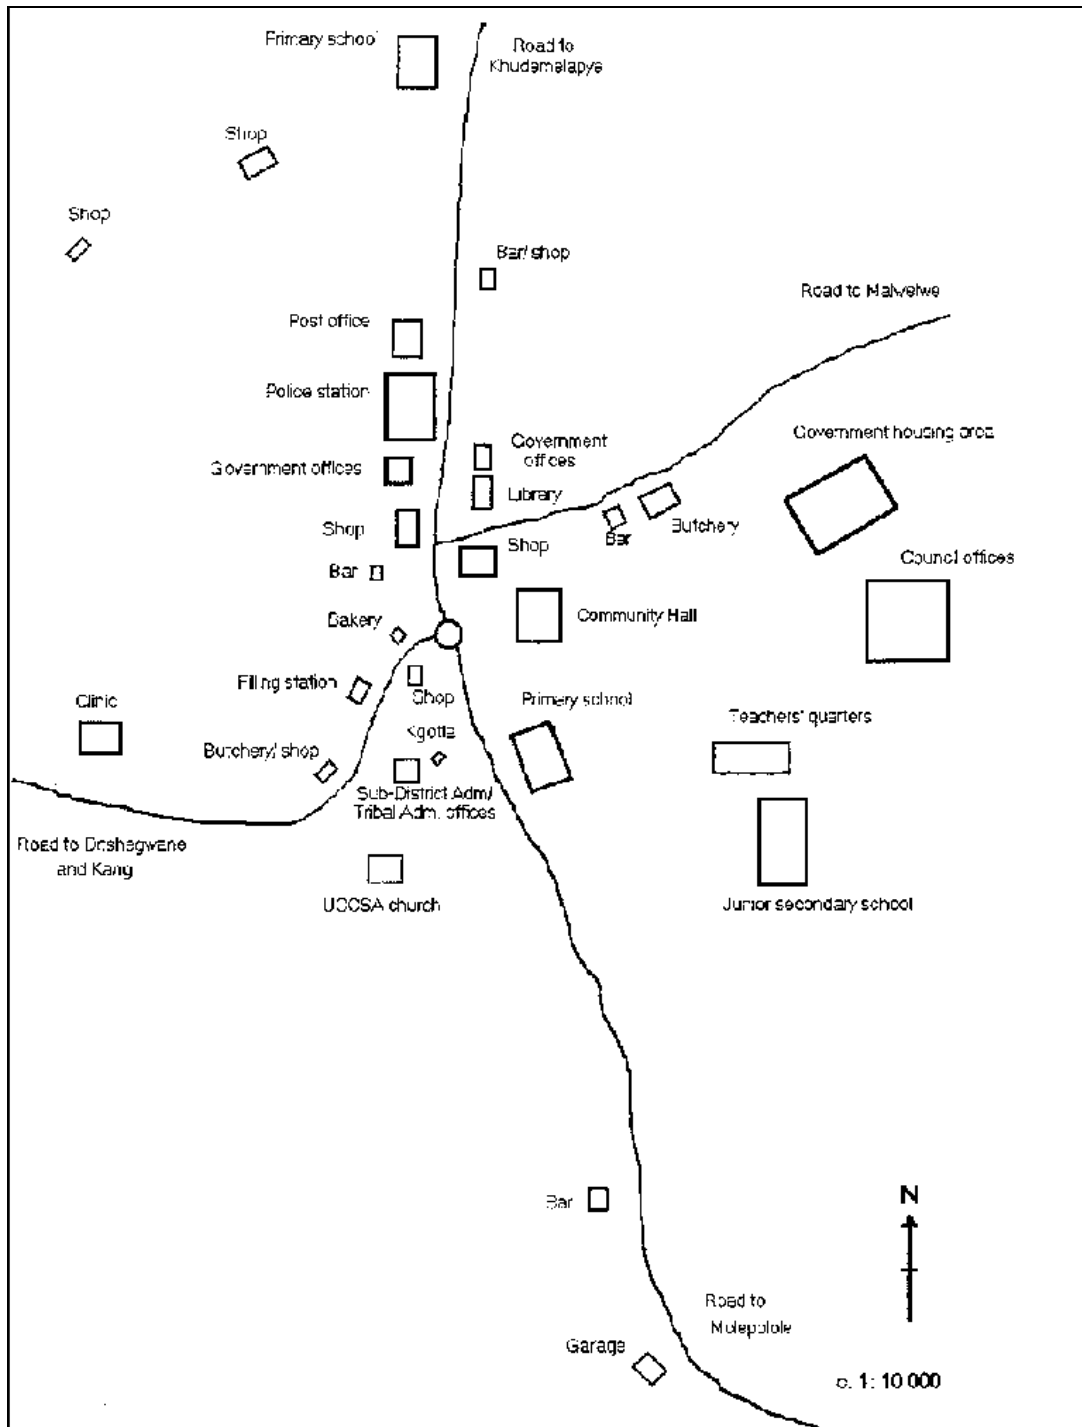 Primary school
Road to
Khudemelapye
Shop
Shop
Bar/ shop
Road to Malwelwe
Post office
Police station
Government housing area
Government
offices
Government offices
Library
Butchery
Bar
Shop
Shop
Council offices
Bar
Bakery
Community Hall
Filling station
Shop
Primary school
Clinic
Teachers' quarters
Kgotla
Butchery/ shop
Sub-District Adm/
Tribal Adm. offices
Road to
and Kang
UCCSA church
Junior secondary school
Bar
N
Road to
Molepolole
Garage
c. 1: 10 000